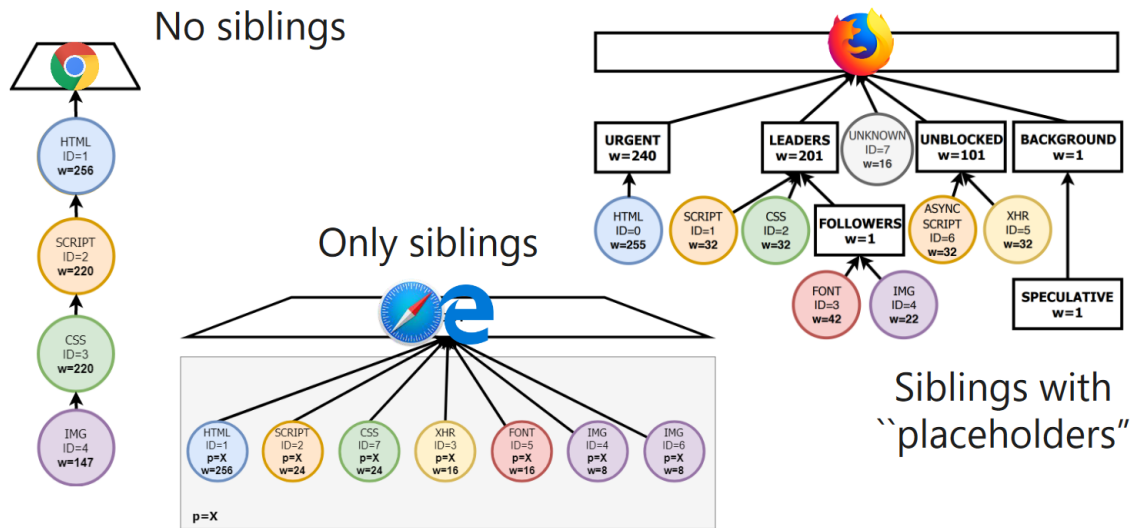 No siblings
HTML
ID=1
w=256
SCRIPT
ID=2
w=220
CSS
ID=3
w=220
IMG
ID=4
w=147
Only siblings
HTML
ID=1
p=X
w=256
SCRIPT
ID=2
p=X
w=24
CSS
ID=7
p=X
w=24
XHR
ID=3
p=X
w=16
FONT
ID=5
p=X
w=16
IMG
ID=4
p=X
w=8
IMG
ID=6
p=X
w=8
p=X
URGENT
w=240
LEADERS
w=201
UNKNOWN
ID=7
w=16
UNBLOCKED
w=101
BACKGROUND
w=1
HTML
ID=0
w=255
SCRIPT
ID=1
w=32
CSS
ID=2
w=32
FOLLOWERS
w=1
ASYNC
SCRIPT
ID=6
w=32
XHR
ID=5
w=32
FONT
ID=3
w=42
IMG
ID=4
w=22
SPECULATIVE
w=1
Siblings with
``placeholders”